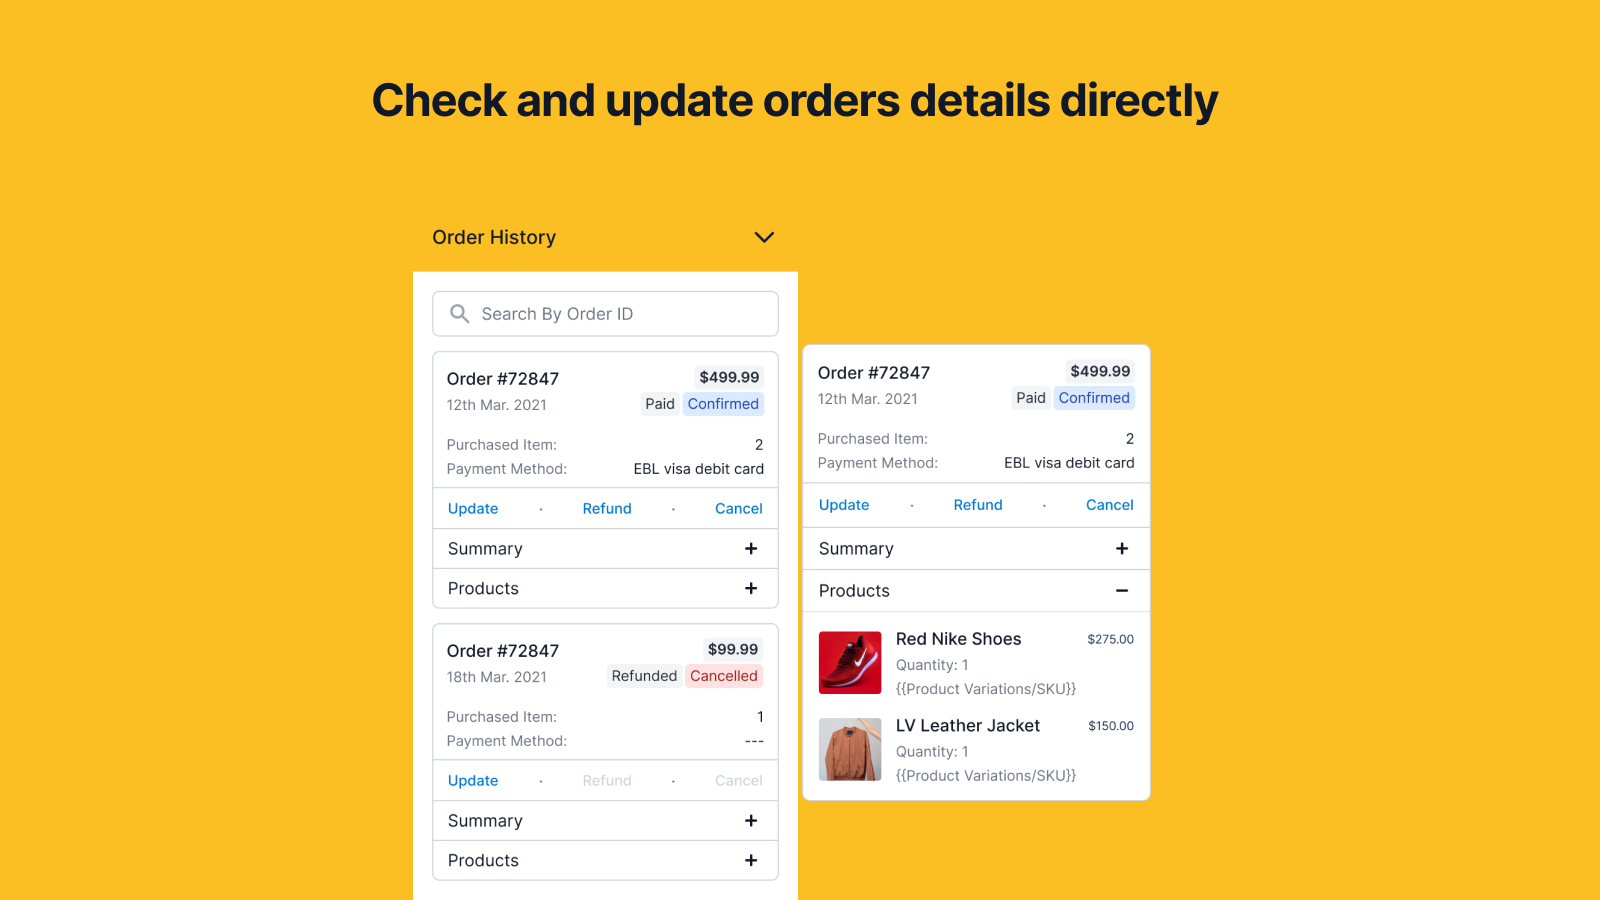 Check and update orders details directly
Order History
Search By Order ID
Order #72847
$499.99
12th Mar. 2021
Paid
Confirmed
Purchased Item:
2
Payment Method:
EBL visa debit card
Update · Refund · Cancel
Summary
Products
Order #72847
$99.99
18th Mar. 2021
Refunded
Cancelled
Purchased Item:
1
Payment Method:
---
Update · Refund · Cancel
Summary
Products
Order #72847
$499.99
12th Mar. 2021
Paid
Confirmed
Purchased Item:
2
Payment Method:
EBL visa debit card
Update · Refund · Cancel
Summary
Products
Red Nike Shoes
$275.00
Quantity: 1
{{Product Variations/SKU}}
LV Leather Jacket
$150.00
Quantity: 1
{{Product Variations/SKU}}